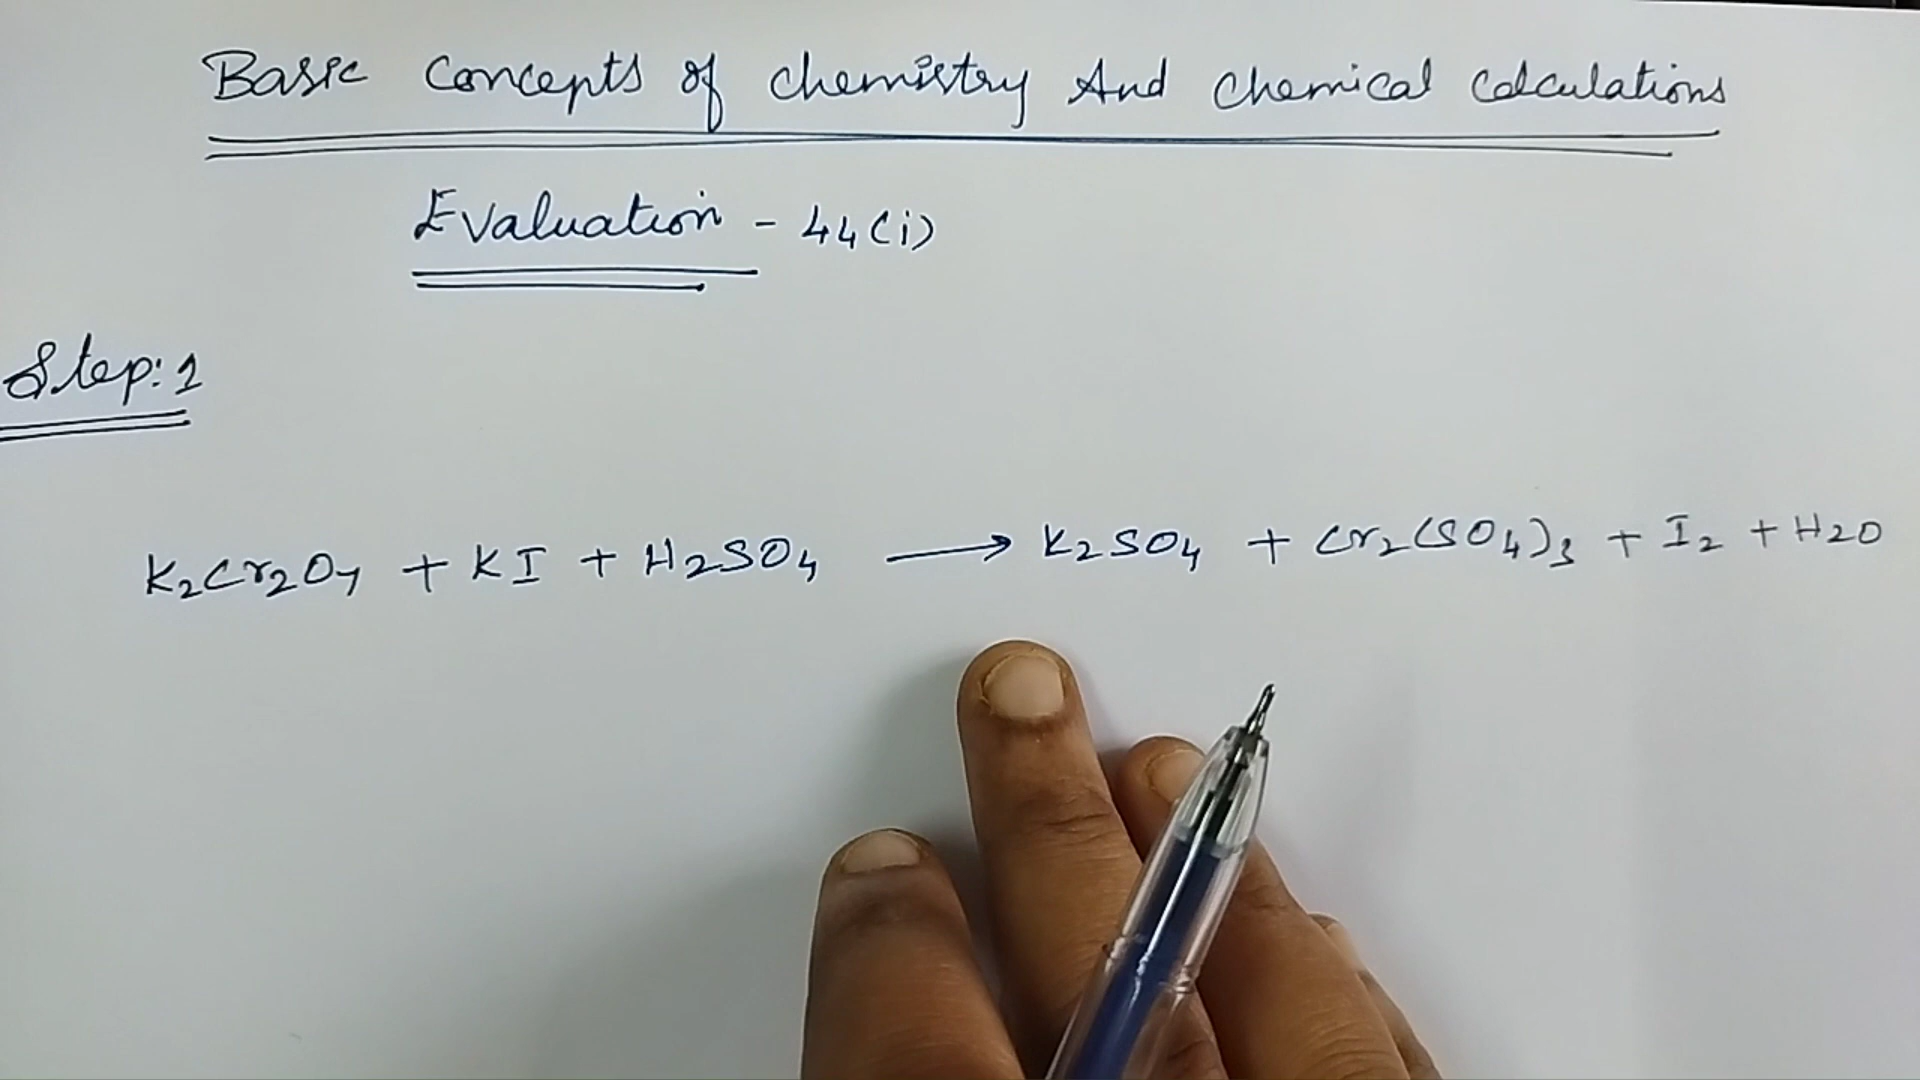 Basic Concepts of chemistry And Chemical Calculations
Evaluation - 44(i)
Step:1
K₂Cr₂O₇ + KI + H₂SO₄ ⟶ K₂SO₄ + Cr₂(SO₄)₃ + I₂ + H₂O